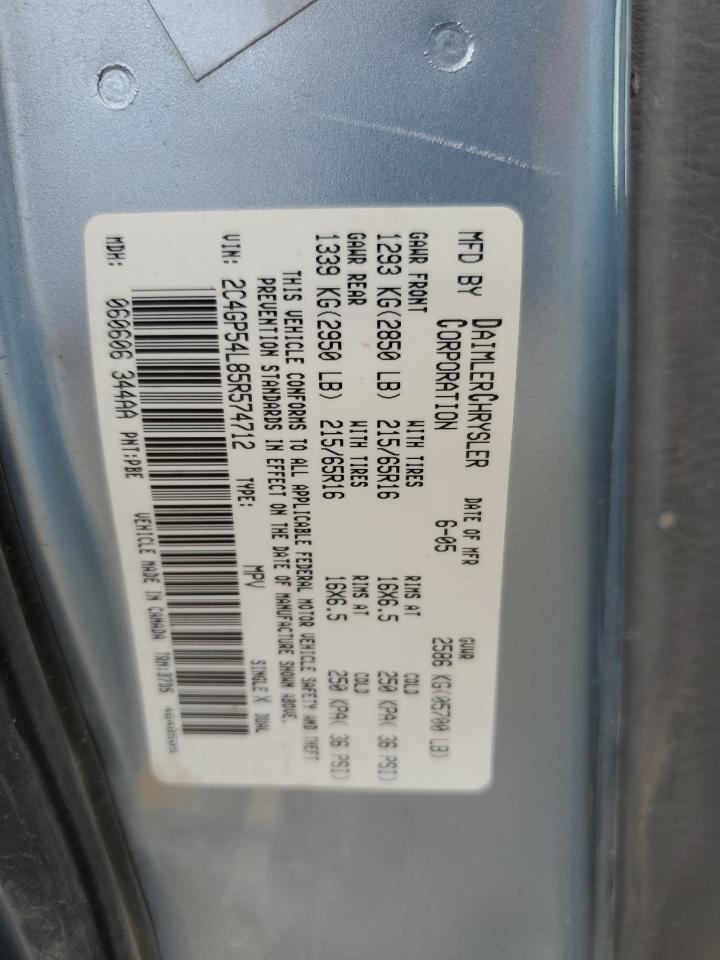 MFD BY DAIMLERCHRYSLER CORPORATION DATE OF MFR 6-05 GVWR 2586 KG(05700 LB)
GAWR FRONT WITH TIRES RIMS AT COLD
1293 KG(2850 LB) 215/65R16 16X6.5 250 KPA( 36 PSI)
GAWR REAR WITH TIRES RIMS AT COLD
1339 KG(2950 LB) 215/65R16 16X6.5 250 KPA( 36 PSI)
THIS VEHICLE CONFORMS TO ALL APPLICABLE FEDERAL MOTOR VEHICLE SAFETY AND THEFT
PREVENTION STANDARDS IN EFFECT ON THE DATE OF MANUFACTURE SHOWN ABOVE.
VIN: 2C4GP54L85R574712 TYPE: MPV SINGLE X DUAL
MDH: 060606 344AA PNT:PBE VEHICLE MADE IN CANADA TRM: